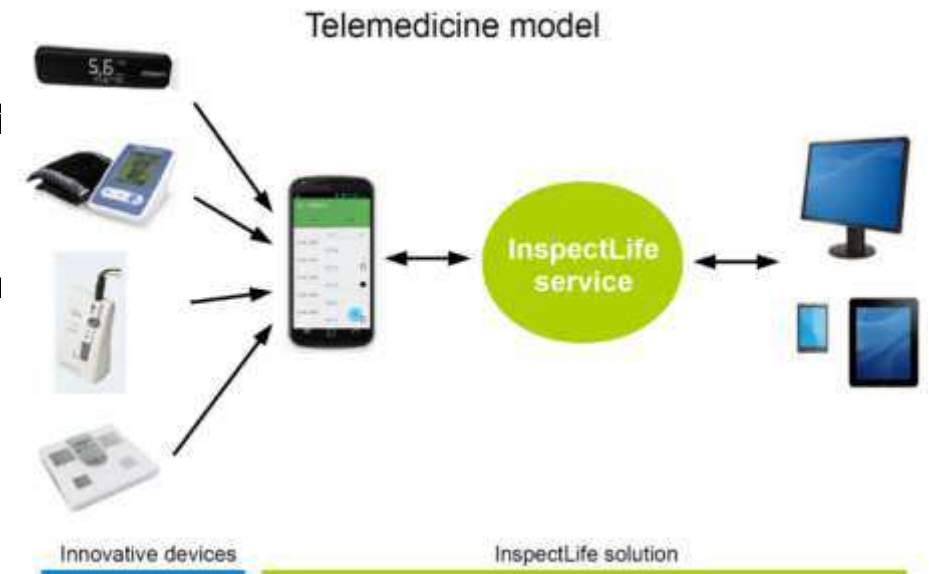 Telemedicine model
5,6
InspectLife
service
Innovative devices
InspectLife solution